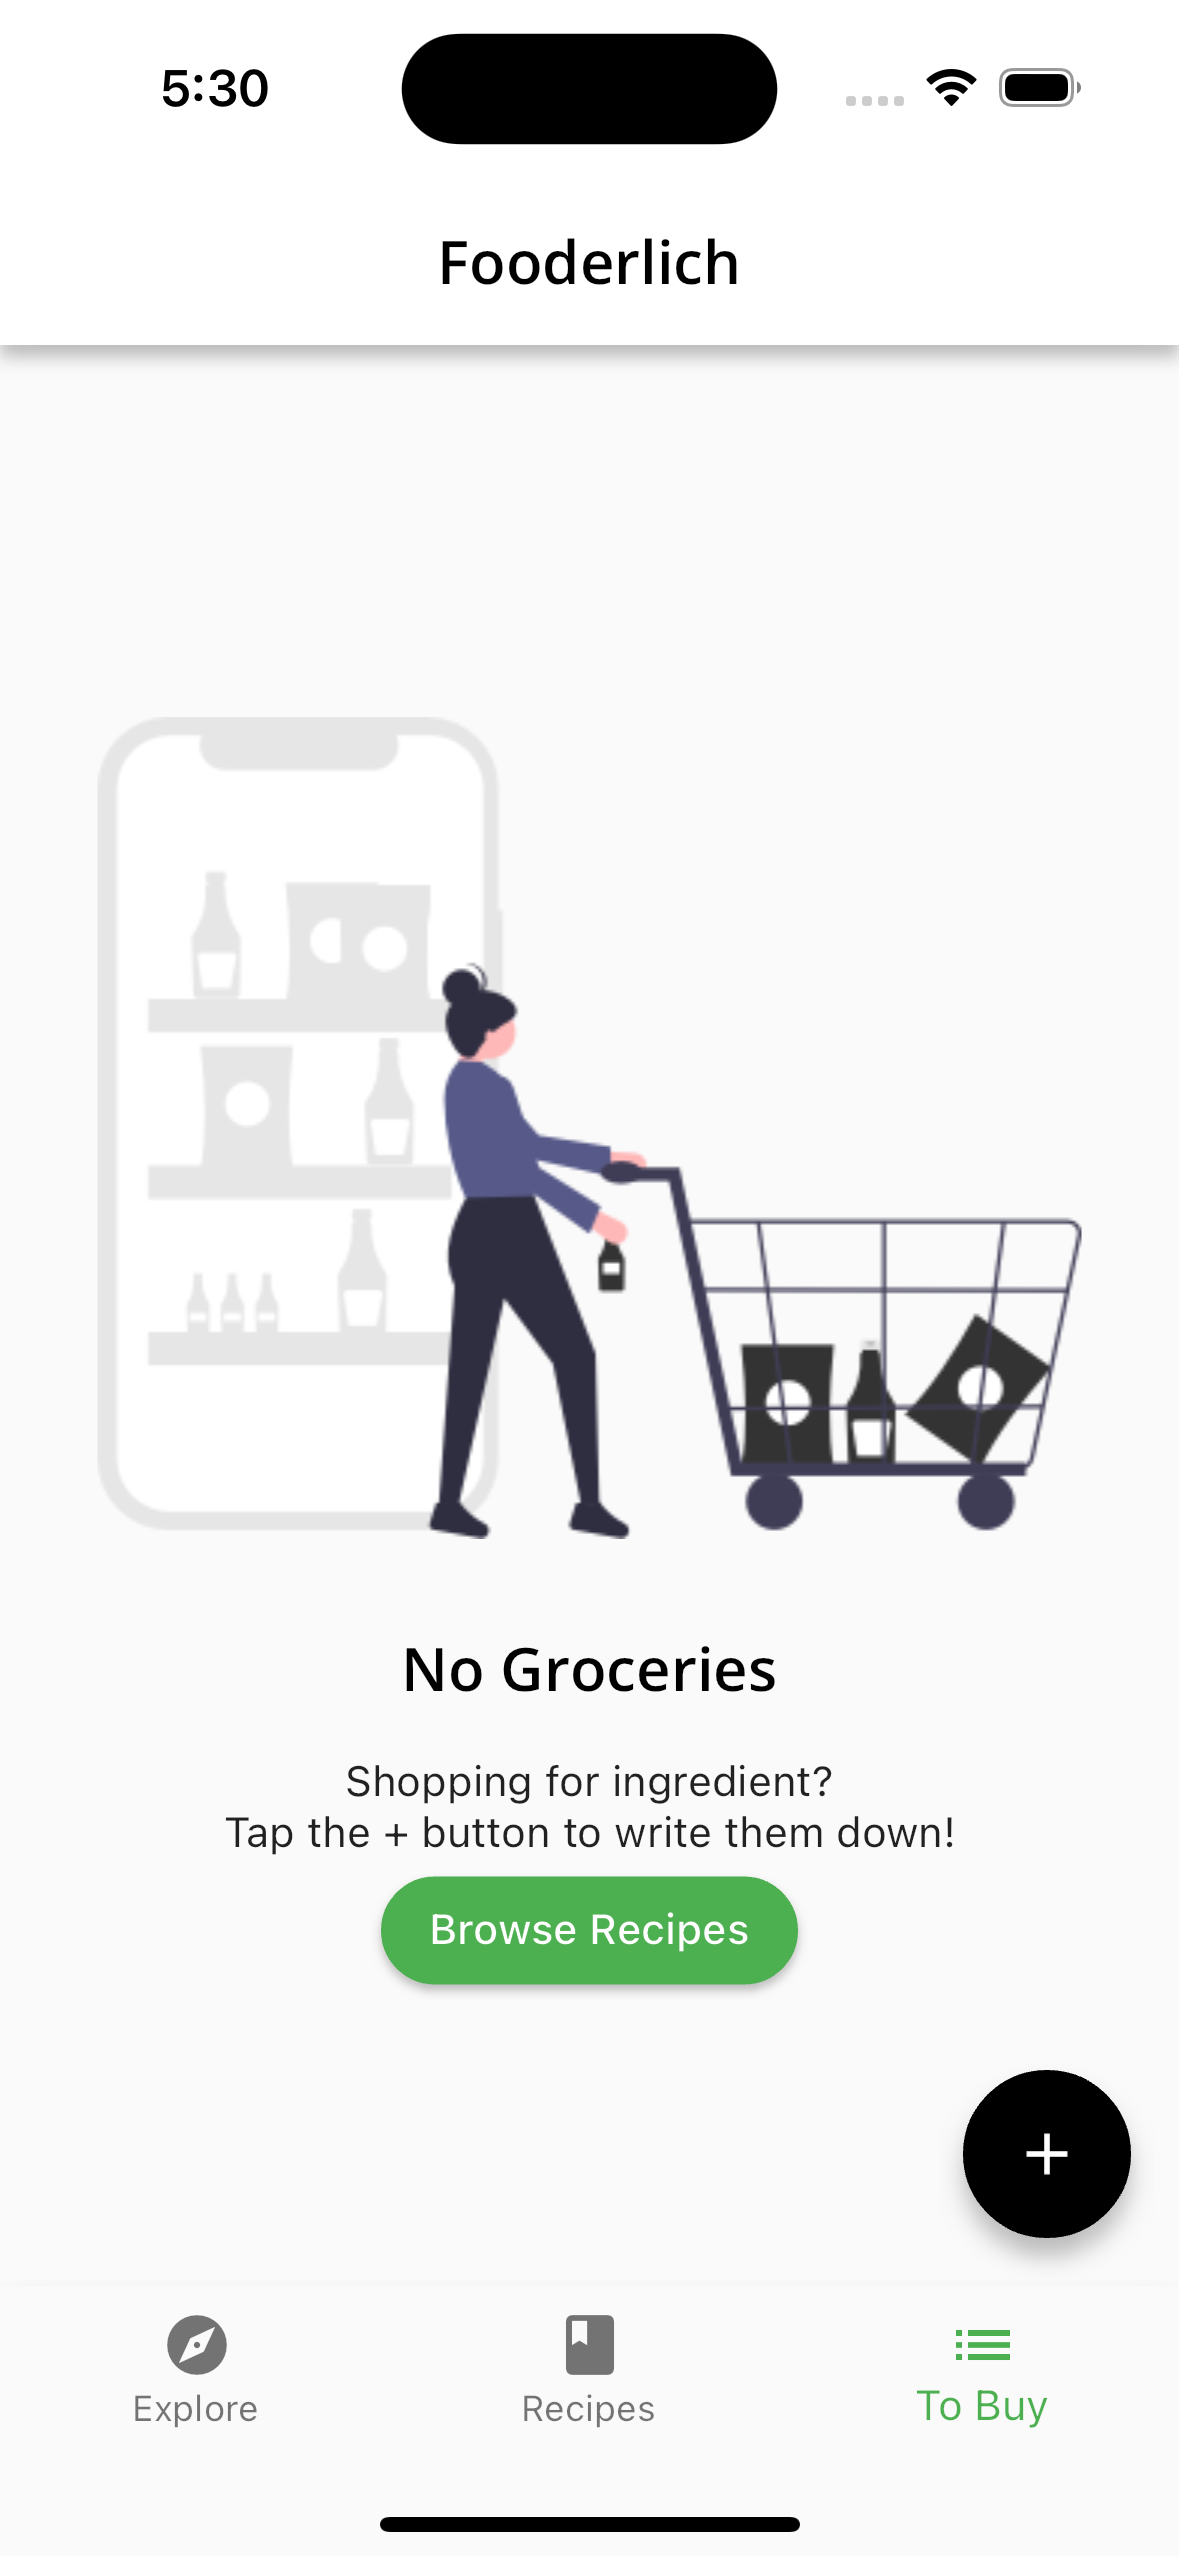 5:30
Fooderlich
No Groceries
Shopping for ingredient?
Tap the + button to write them down!
Browse Recipes
+
Explore
Recipes
To Buy